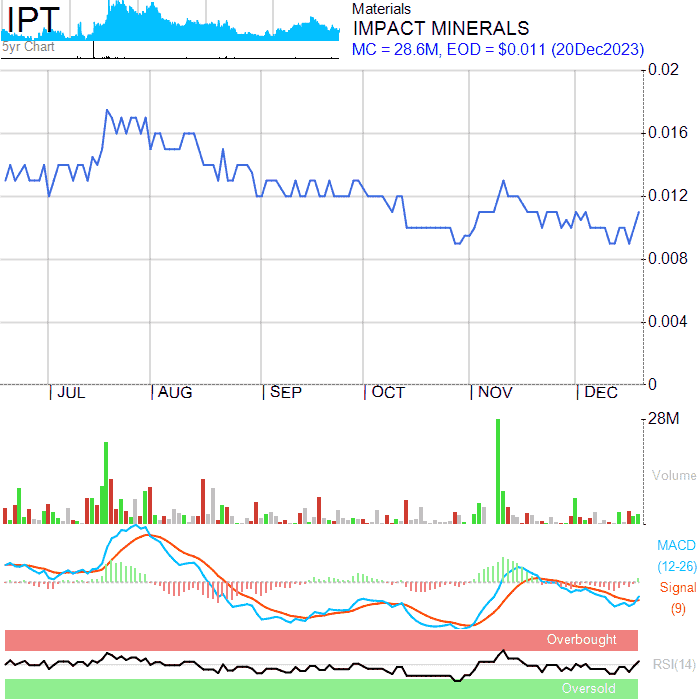 IPT
5yr Chart
Materials
IMPACT MINERALS
MC = 28.6M, EOD = $0.011 (20Dec2023)
0.02
0.016
0.012
0.008
0.004
0
JUL AUG SEP OCT NOV DEC
28M
Volume
MACD
(12-26)
Signal
(9)
Overbought
RSI(14)
Oversold